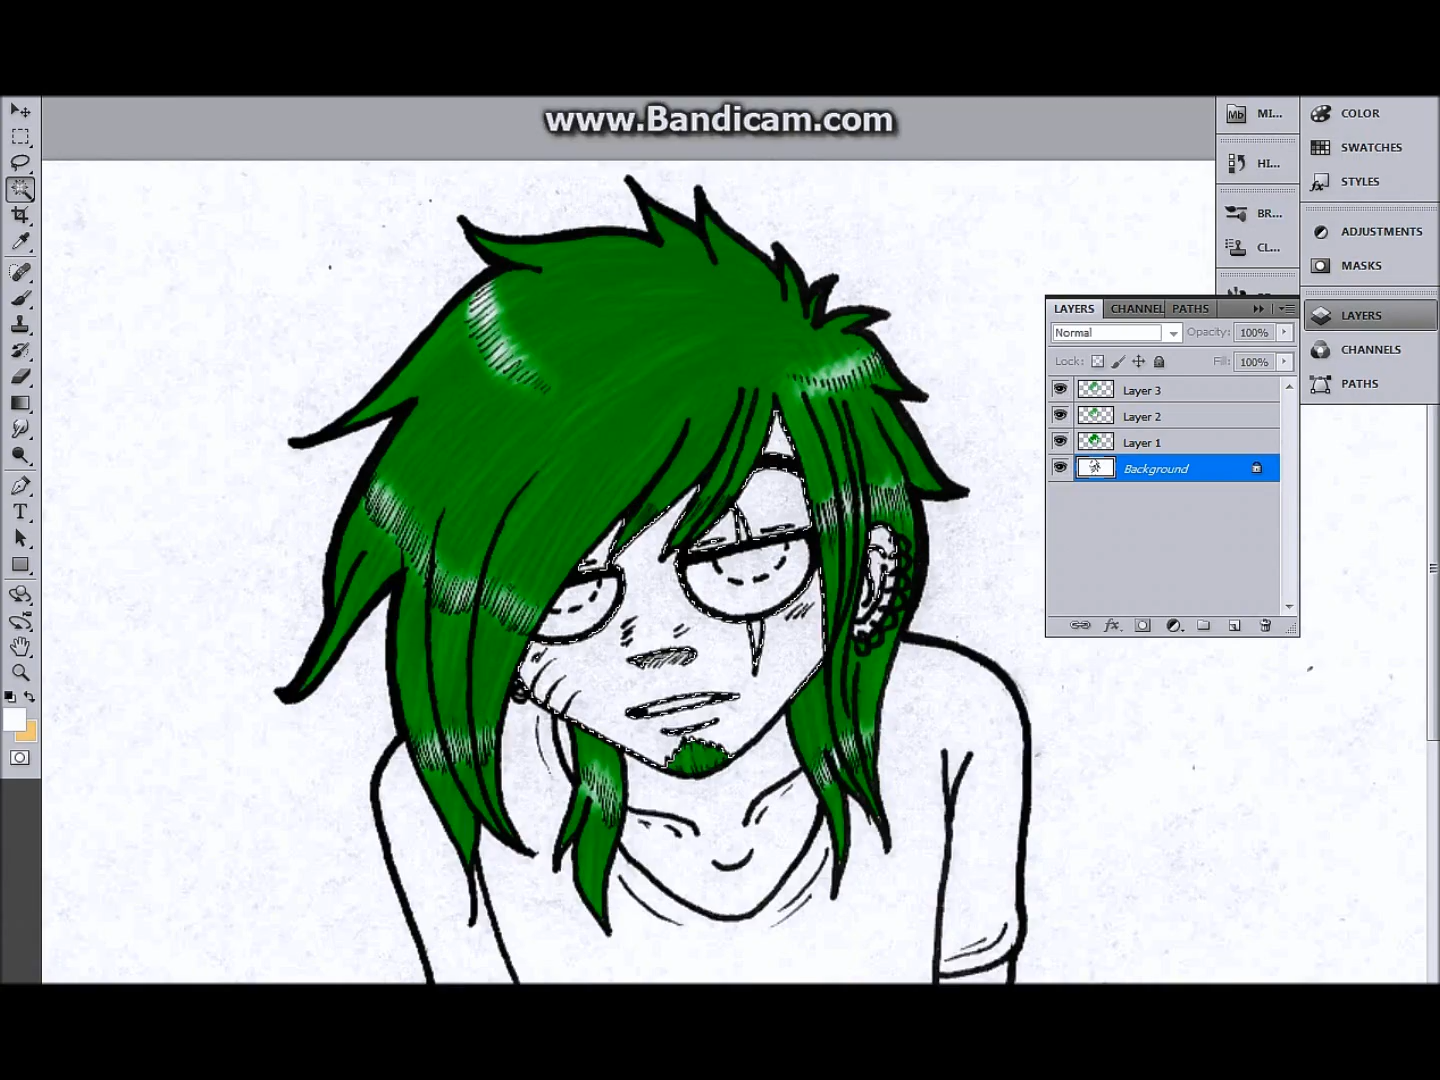 www.Bandicam.com
MI...
COLOR
HI...
SWATCHES
STYLES
BR...
CL...
ADJUSTMENTS
MASKS
LAYERS
CHANNELS
PATHS
LAYERS CHANNEL PATHS
Normal Opacity: 100%
Lock: Fill: 100%
Layer 3
Layer 2
Layer 1
Background